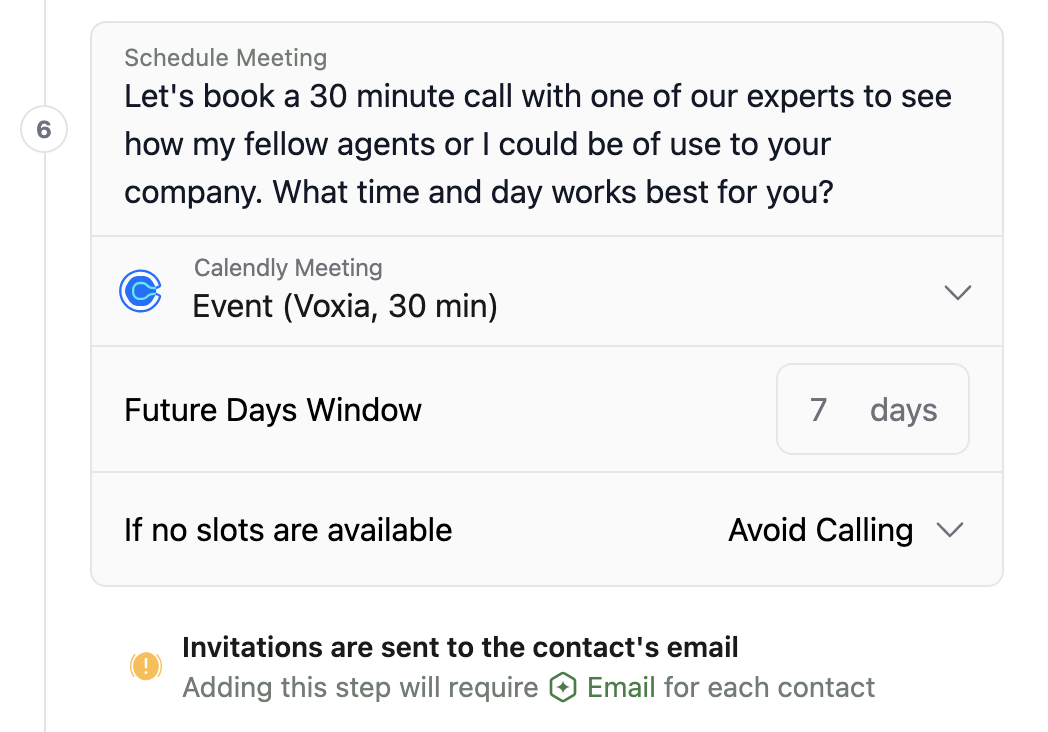 6
Schedule Meeting
Let's book a 30 minute call with one of our experts to see
how my fellow agents or I could be of use to your
company. What time and day works best for you?
Calendly Meeting
Event (Voxia, 30 min)
Future Days Window 7 days
If no slots are available Avoid Calling
Invitations are sent to the contact's email
Adding this step will require Email for each contact